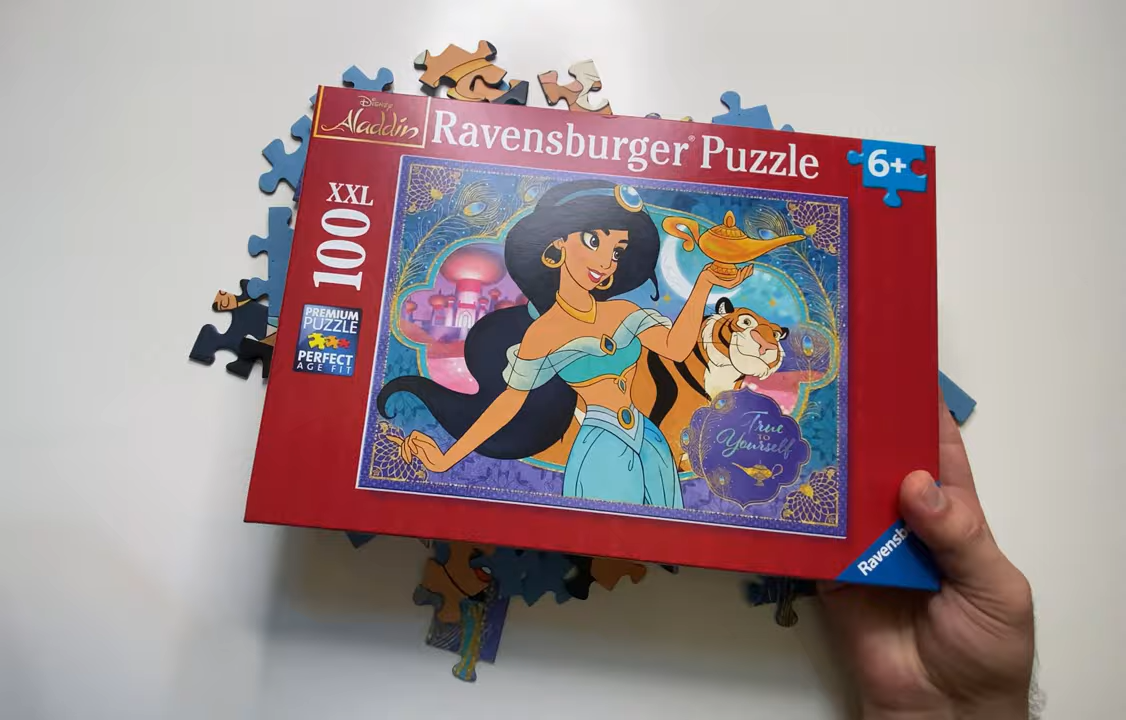 Disney
Aladdin
Ravensburger® Puzzle
6+
XXL
100
PREMIUM
PUZZLE
PERFECT
AGE FIT
True
TO
Yourself
Ravensb